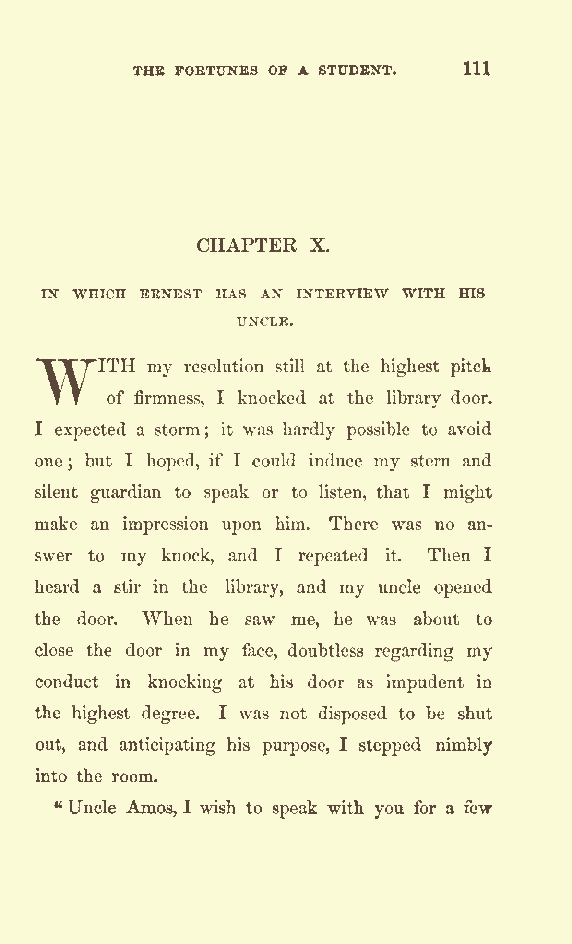 THE FORTUNES OF A STUDENT. 111
CHAPTER X.
IN WHICH ERNEST HAS AN INTERVIEW WITH HIS
UNCLE.
WITH my resolution still at the highest pitch
of firmness, I knocked at the library door.
I expected a storm; it was hardly possible to avoid
one; but I hoped, if I could induce my stern and
silent guardian to speak or to listen, that I might
make an impression upon him. There was no an-
swer to my knock, and I repeated it. Then I
heard a stir in the library, and my uncle opened
the door. When he saw me, he was about to
close the door in my face, doubtless regarding my
conduct in knocking at his door as impudent in
the highest degree. I was not disposed to be shut
out, and anticipating his purpose, I stepped nimbly
into the room.
“Uncle Amos, I wish to speak with you for a few